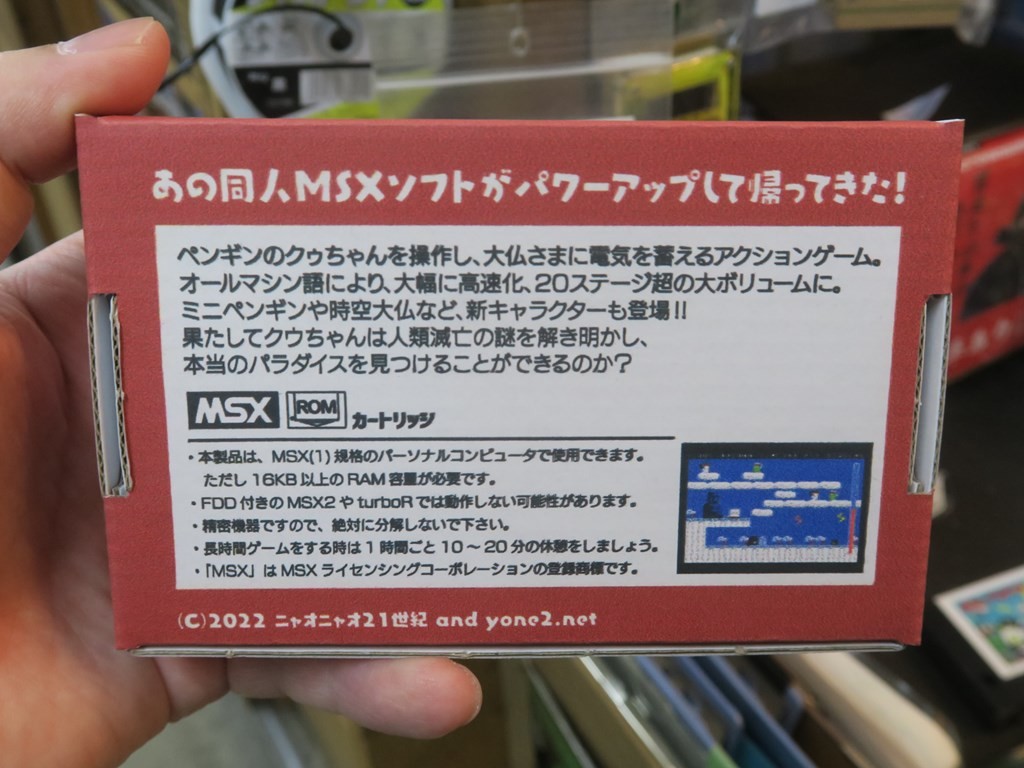 あの同人MSXソフトがパワーアップして帰ってきた!
ペンギンのクゥちゃんを操作し、大仏さまに電気を蓄えるアクションゲーム。
オールマシン語により、大幅に高速化、20ステージ超の大ボリュームに。
ミニペンギンや時空大仏など、新キャラクターも登場!!
果たしてクウちゃんは人類滅亡の謎を解き明かし、
本当のパラダイスを見つけることができるのか?
MSX ROM カートリッジ
・本製品は、MSX(1)規格のパーソナルコンピュータで使用できます。
ただし16KB以上のRAM容量が必要です。
・FDD付きのMSX2やturboRでは動作しない可能性があります。
・精密機器ですので、絶対に分解しないで下さい。
・長時間ゲームをする時は1時間ごと10~20分の休憩をしましょう。
・「MSX」はMSXライセンシングコーポレーションの登録商標です。
(C)2022 ニャオニャオ21世紀 and yone2.net